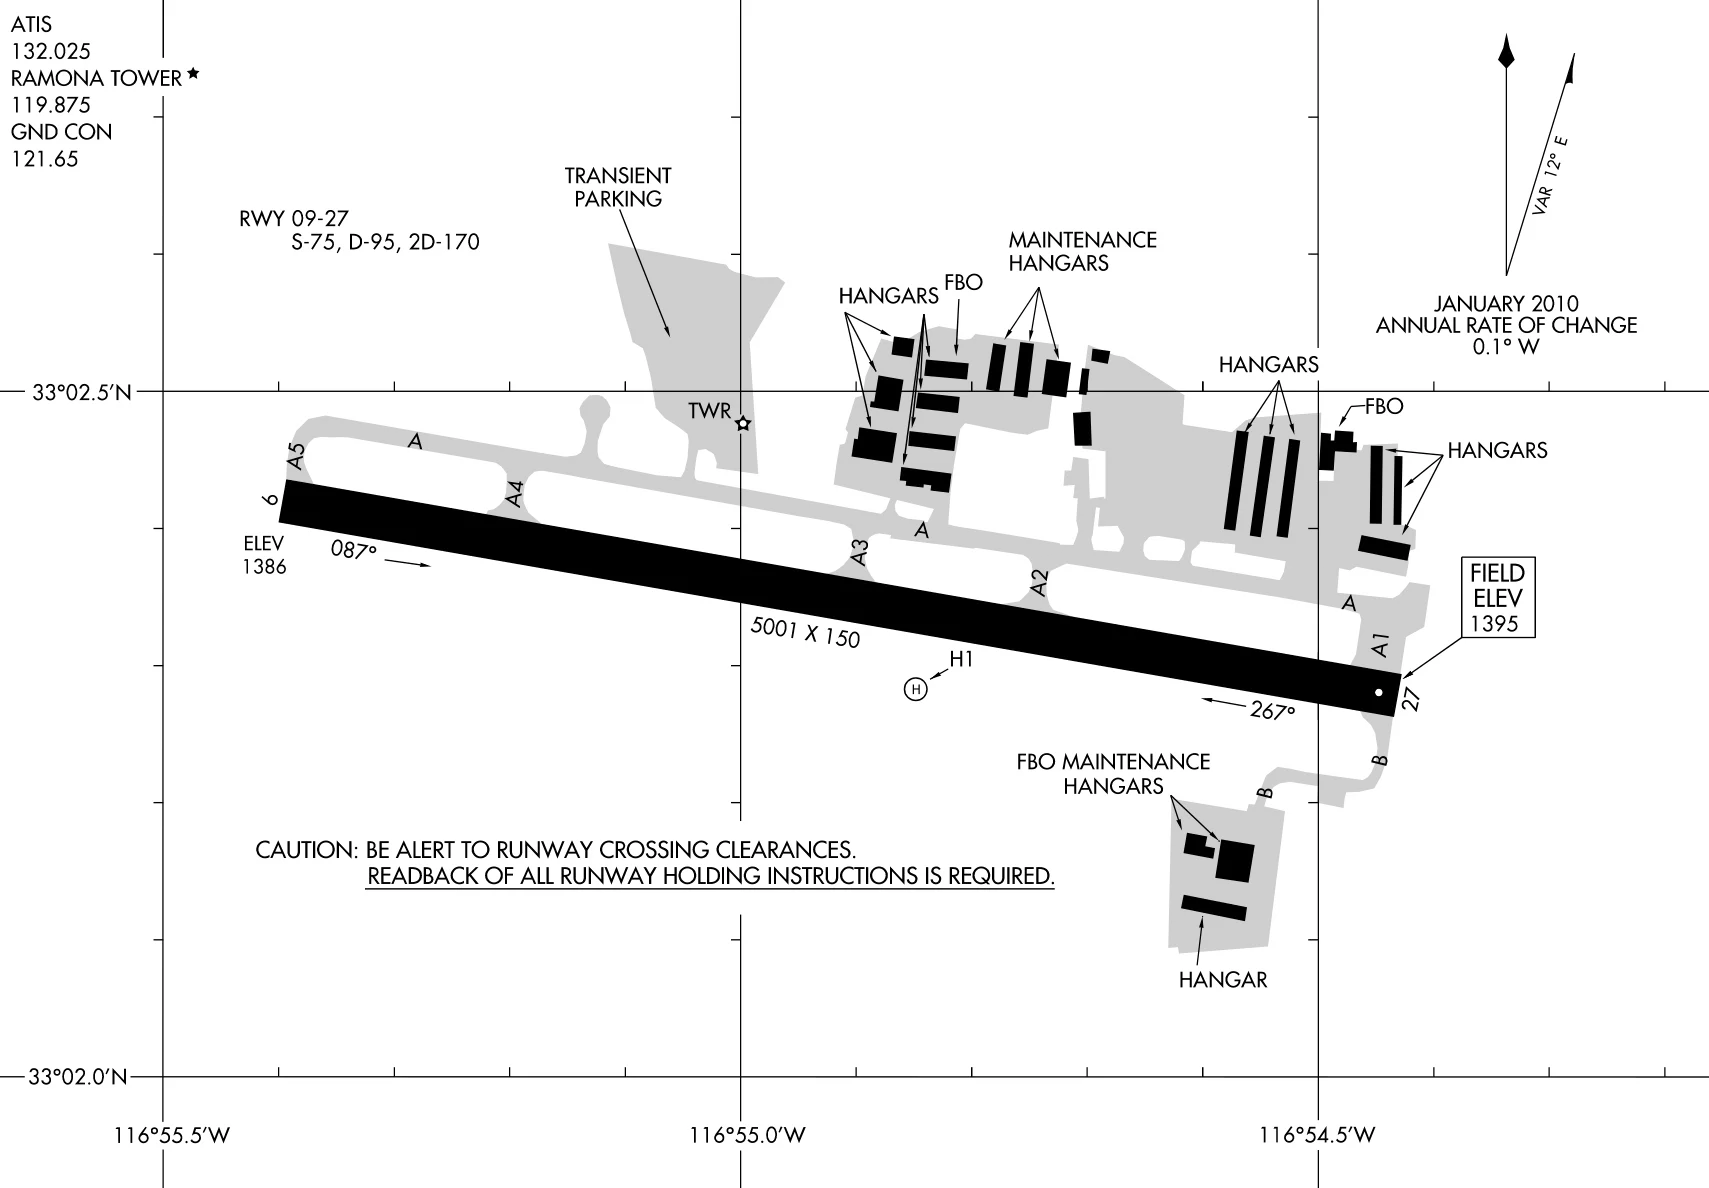 ATIS
132.025
RAMONA TOWER★
119.875
GND CON
121.65
RWY 09-27
S-75, D-95, 2D-170
TRANSIENT
PARKING
MAINTENANCE
HANGARS
HANGARS
FBO
VAR 12° E
JANUARY 2010
ANNUAL RATE OF CHANGE
0.1° W
HANGARS
FBO
HANGARS
33°02.5'N
TWR
A
A5
A4
9
ELEV
1386
087°
A3
A
A2
A
A1
FIELD
ELEV
1395
5001 X 150
H1
H
267°
27
B
B
FBO MAINTENANCE
HANGARS
HANGAR
CAUTION: BE ALERT TO RUNWAY CROSSING CLEARANCES.
READBACK OF ALL RUNWAY HOLDING INSTRUCTIONS IS REQUIRED.
33°02.0'N
116°55.5'W
116°55.0'W
116°54.5'W